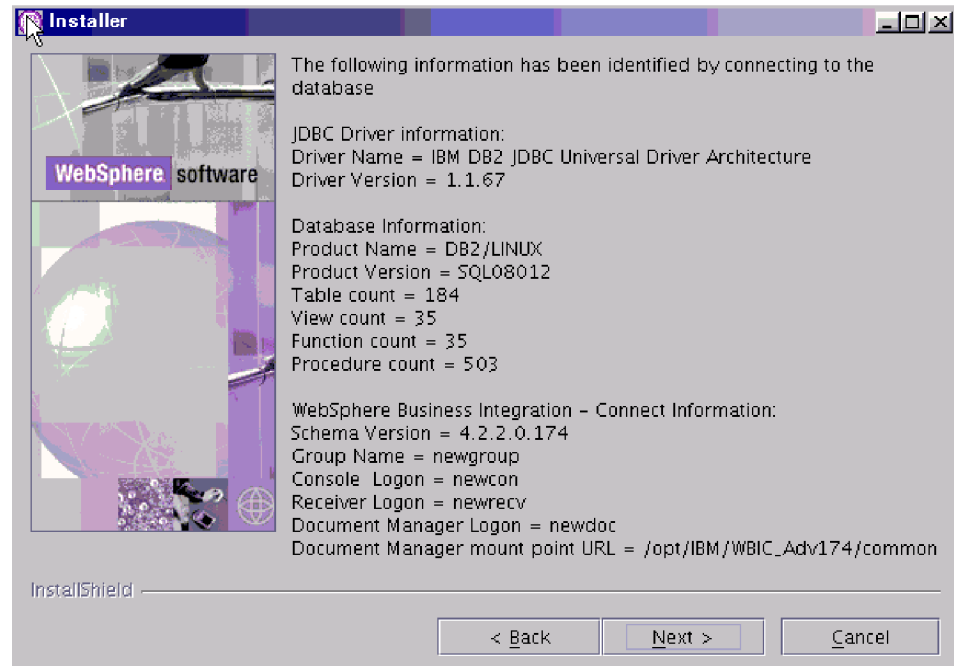 Installer
The following information has been identified by connecting to the
database
JDBC Driver information:
Driver Name = IBM DB2 JDBC Universal Driver Architecture
Driver Version = 1.1.67
WebSphere software
Database Information:
Product Name = DB2/LINUX
Product Version = SQL08012
Table count = 184
View count = 35
Function count = 35
Procedure count = 503
WebSphere Business Integration – Connect Information:
Schema Version = 4.2.2.0.174
Group Name = newgroup
Console  Logon = newcon
Receiver Logon = newrecv
Document Manager Logon = newdoc
Document Manager mount point URL = /opt/IBM/WBIC_Adv174/common
InstallShield
< Back
Next >
Cancel